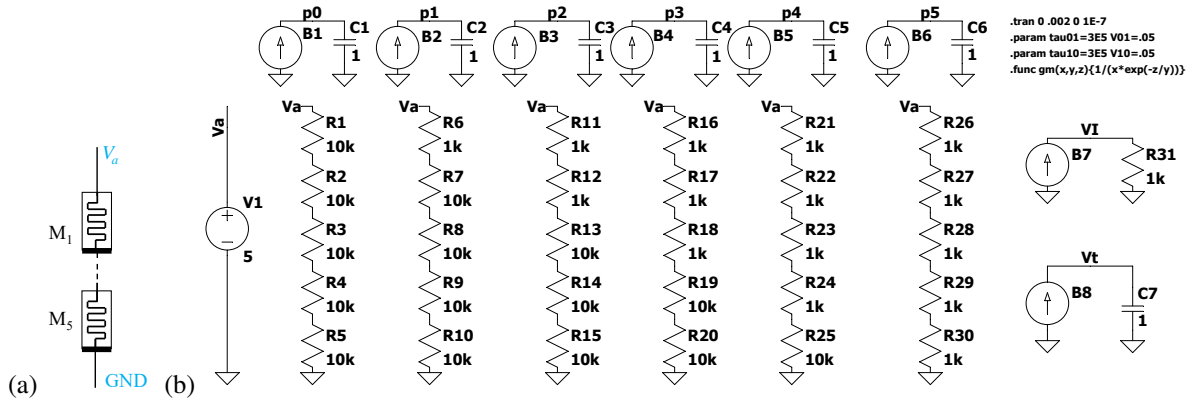 p0 p1 p2 p3 p4 p5
C1 C2 C3 C4 C5 C6
B1 B2 B3 B4 B5 B6
1 1 1 1 1 1
.tran 0 .002 0 1E-7
.param tau01=3E5 V01=.05
.param tau10=3E5 V10=.05
.func gm(x,y,z){1/(x*exp(-z/y))}
Va
V1
5
Va Va Va Va Va Va
R1 R6 R11 R16 R21 R26
10k 1k 1k 1k 1k 1k
R2 R7 R12 R17 R22 R27
10k 10k 1k 1k 1k 1k
R3 R8 R13 R18 R23 R28
10k 10k 10k 1k 1k 1k
R4 R9 R14 R19 R24 R29
10k 10k 10k 10k 1k 1k
R5 R10 R15 R20 R25 R30
10k 10k 10k 10k 10k 1k
VI
B7 R31
1k
Vt
B8 C7
1
Va
M1
M5
GND
(a) (b)